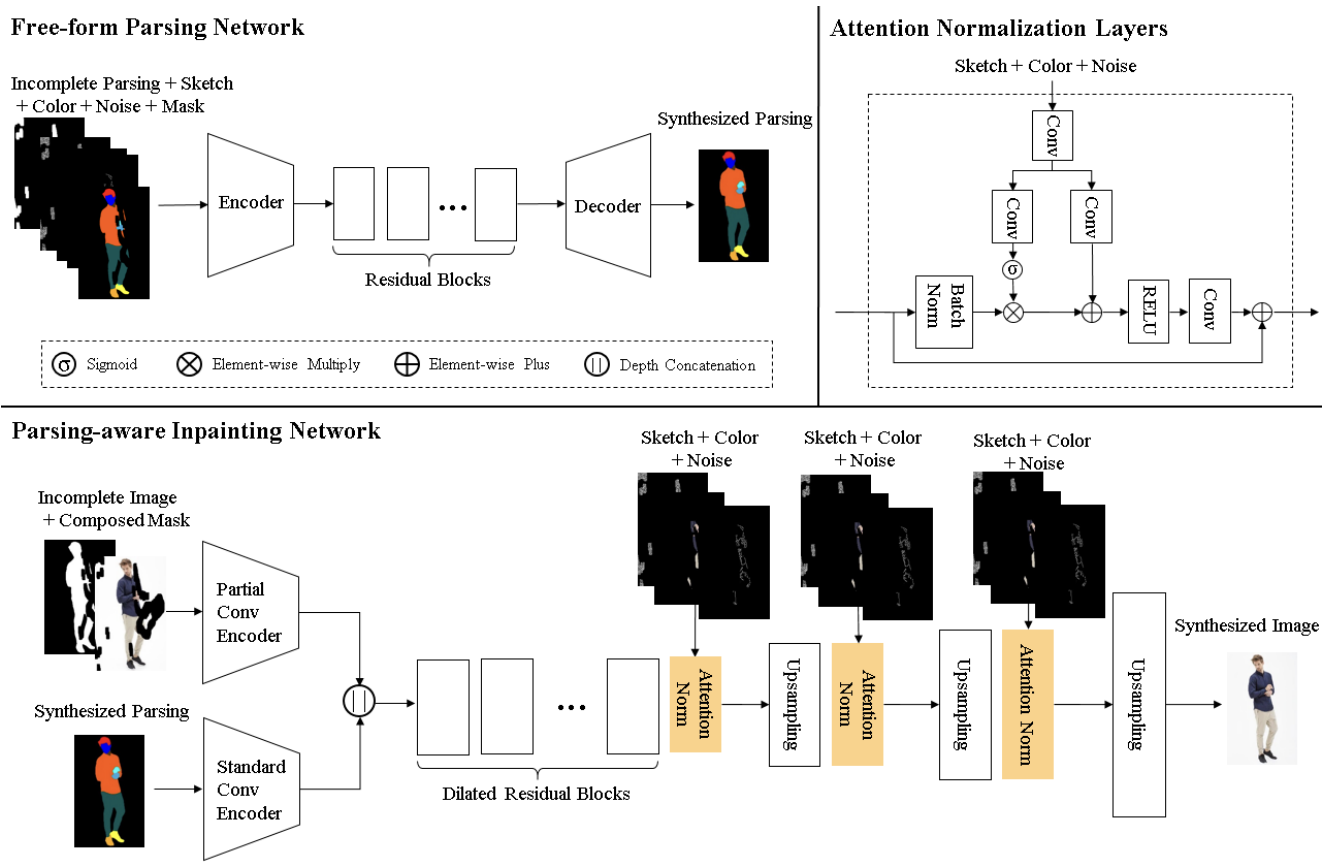 Free-form Parsing Network
Incomplete Parsing + Sketch
+ Color + Noise + Mask
Encoder
Residual Blocks
Decoder
Synthesized Parsing
σ Sigmoid
Element-wise Multiply
Element-wise Plus
|| Depth Concatenation
Attention Normalization Layers
Sketch + Color + Noise
Conv
Conv
Conv
σ
Batch
Norm
RELU
Conv
Parsing-aware Inpainting Network
Incomplete Image
+ Composed Mask
Partial
Conv
Encoder
Synthesized Parsing
Standard
Conv
Encoder
||
Dilated Residual Blocks
Sketch + Color
+ Noise
Attention
Norm
Upsampling
Sketch + Color
+ Noise
Attention
Norm
Upsampling
Sketch + Color
+ Noise
Attention Norm
Upsampling
Synthesized Image